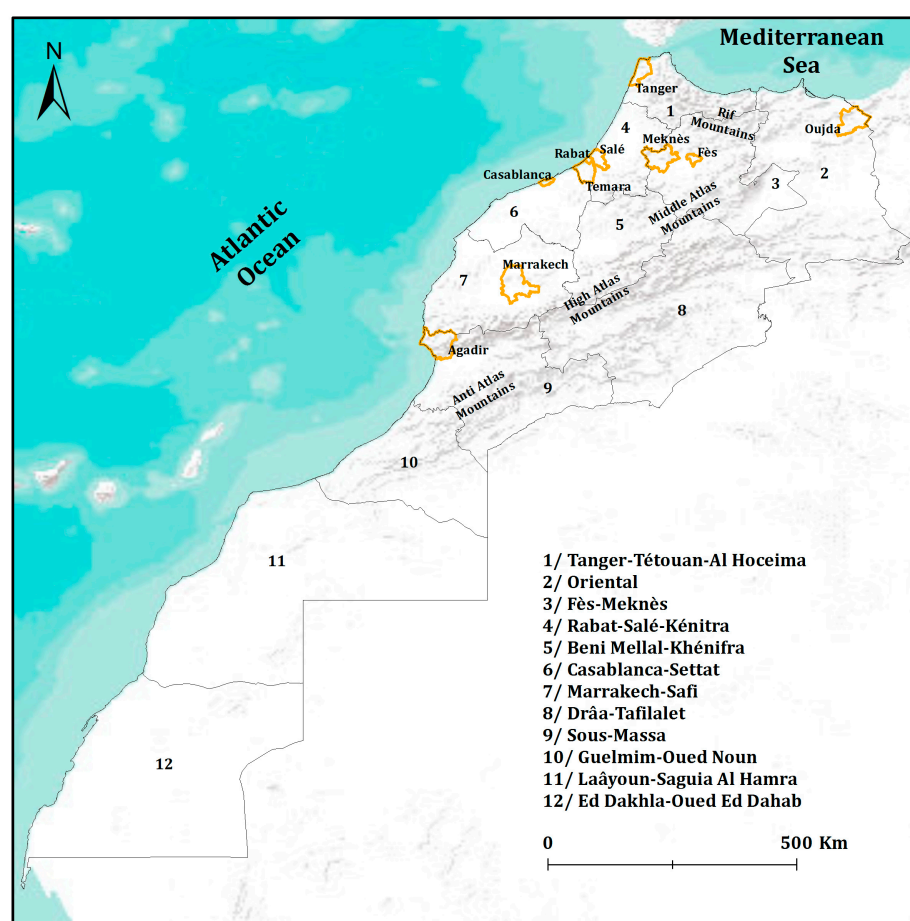 Mediterranean
Sea
N
Tanger
1
Rif
Mountains
4
Oujda
Meknès
Salé
Rabat
Fès
Casablanca
Temara
3
2
Middle Atlas
Mountains
6
5
Atlantic
Ocean
Marrakech
7
High Atlas
Mountains
8
Agadir
Anti Atlas
Mountains
9
10
11
12
1/ Tanger-Tétouan-Al Hoceima
2/ Oriental
3/ Fès-Meknès
4/ Rabat-Salé-Kénitra
5/ Beni Mellal-Khénifra
6/ Casablanca-Settat
7/ Marrakech-Safi
8/ Drâa-Tafilalet
9/ Sous-Massa
10/ Guelmim-Oued Noun
11/ Laâyoun-Saguia Al Hamra
12/ Ed Dakhla-Oued Ed Dahab
0 500 Km